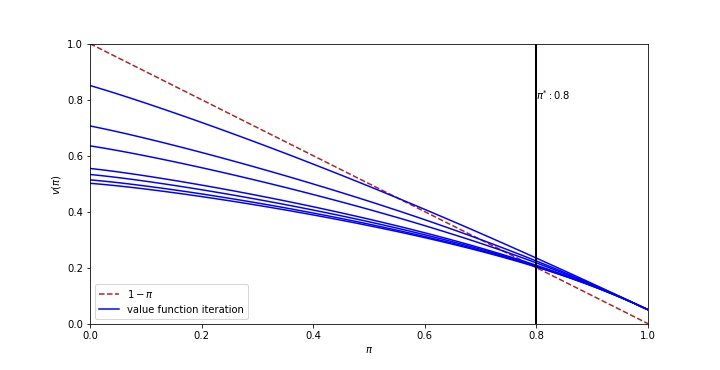 1.0
0.8
0.6
0.4
0.2
0.0
v(π)
π* : 0.8
1 − π
value function iteration
0.0 0.2 0.4 0.6 0.8 1.0
π